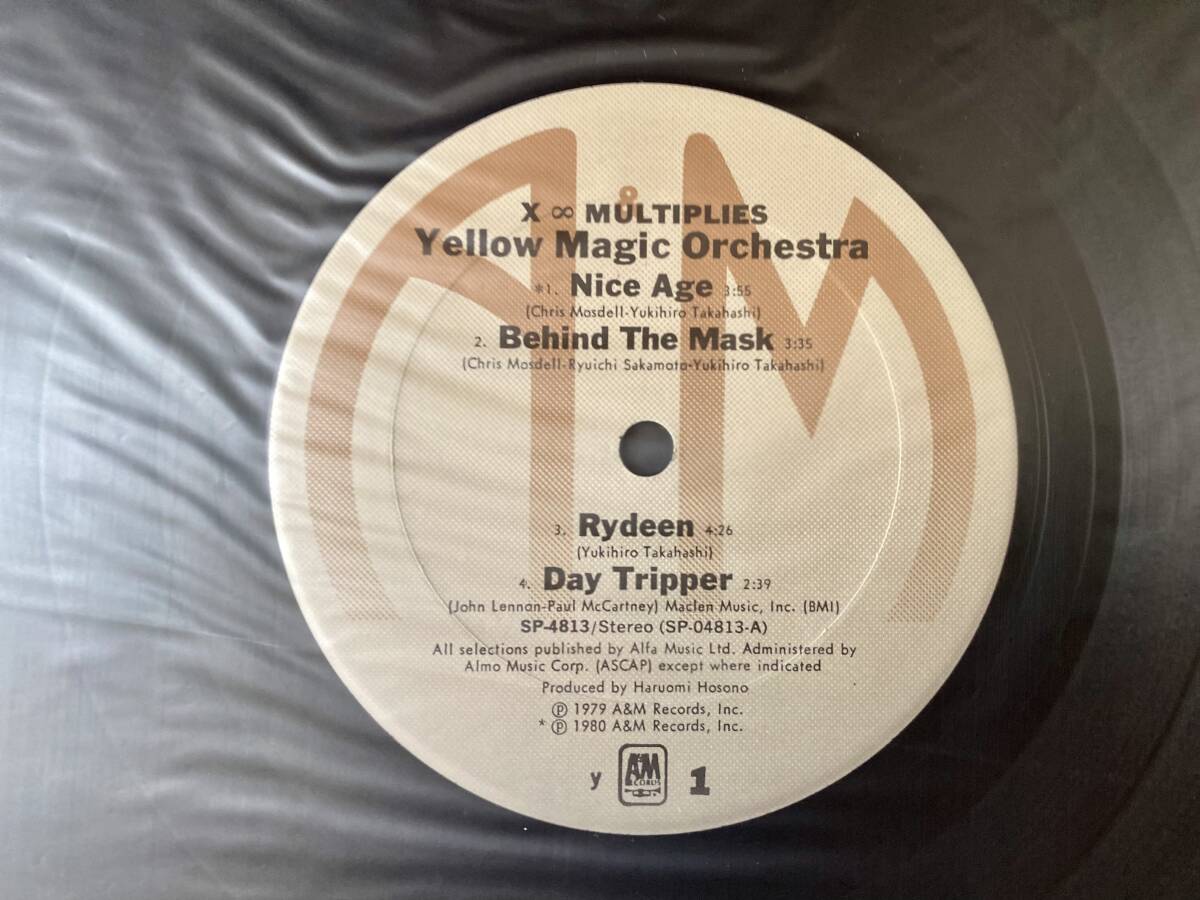 X ∞ MULTIPLIES
Yellow Magic Orchestra
*1. Nice Age 3:55
(Chris Mosdell-Yukihiro Takahashi)
2. Behind The Mask 3:35
(Chris Mosdell-Ryuichi Sakamoto-Yukihiro Takahashi)
3. Rydeen 4:26
(Yukihiro Takahashi)
4. Day Tripper 2:39
(John Lennon-Paul McCartney) Maclen Music, Inc. (BMI)
SP-4813/Stereo (SP-04813-A)
All selections published by Alfa Music Ltd. Administered by
Almo Music Corp. (ASCAP) except where indicated
Produced by Haruomi Hosono
℗ 1979 A&M Records, Inc.
* ℗ 1980 A&M Records, Inc.
y A&M RECORDS 1